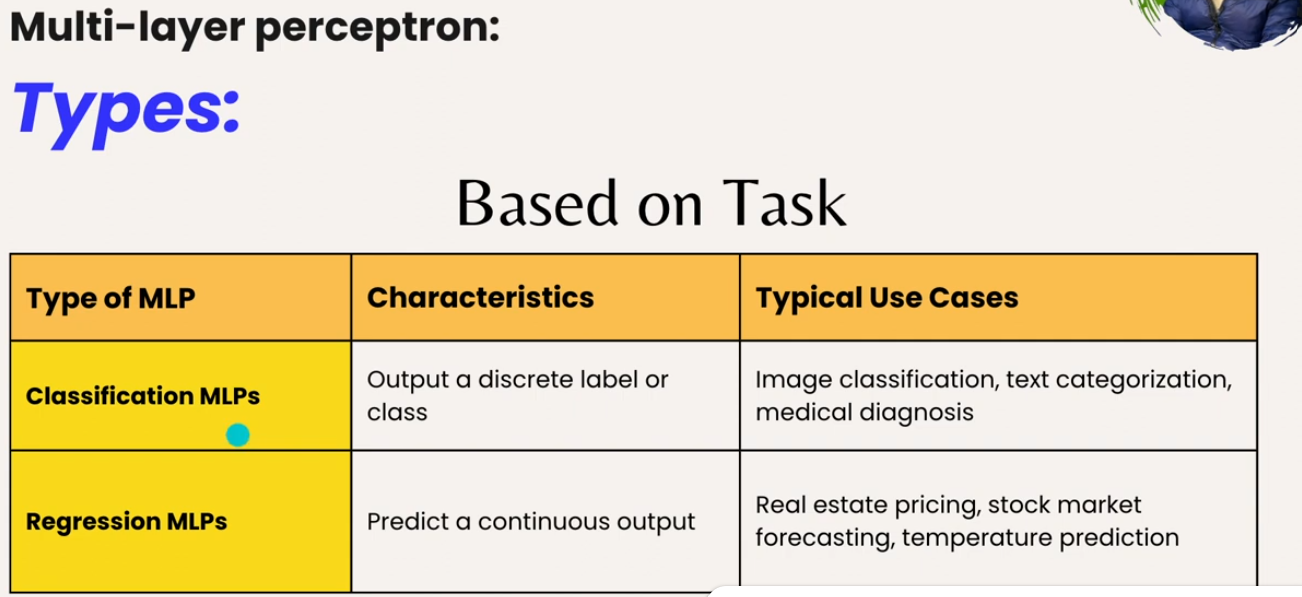 Multi-layer perceptron:
Types:
Based on Task
Type of MLP
Characteristics
Typical Use Cases
Classification MLPs
Output a discrete label or
class
Image classification, text categorization,
medical diagnosis
Regression MLPs
Predict a continuous output
Real estate pricing, stock market
forecasting, temperature prediction